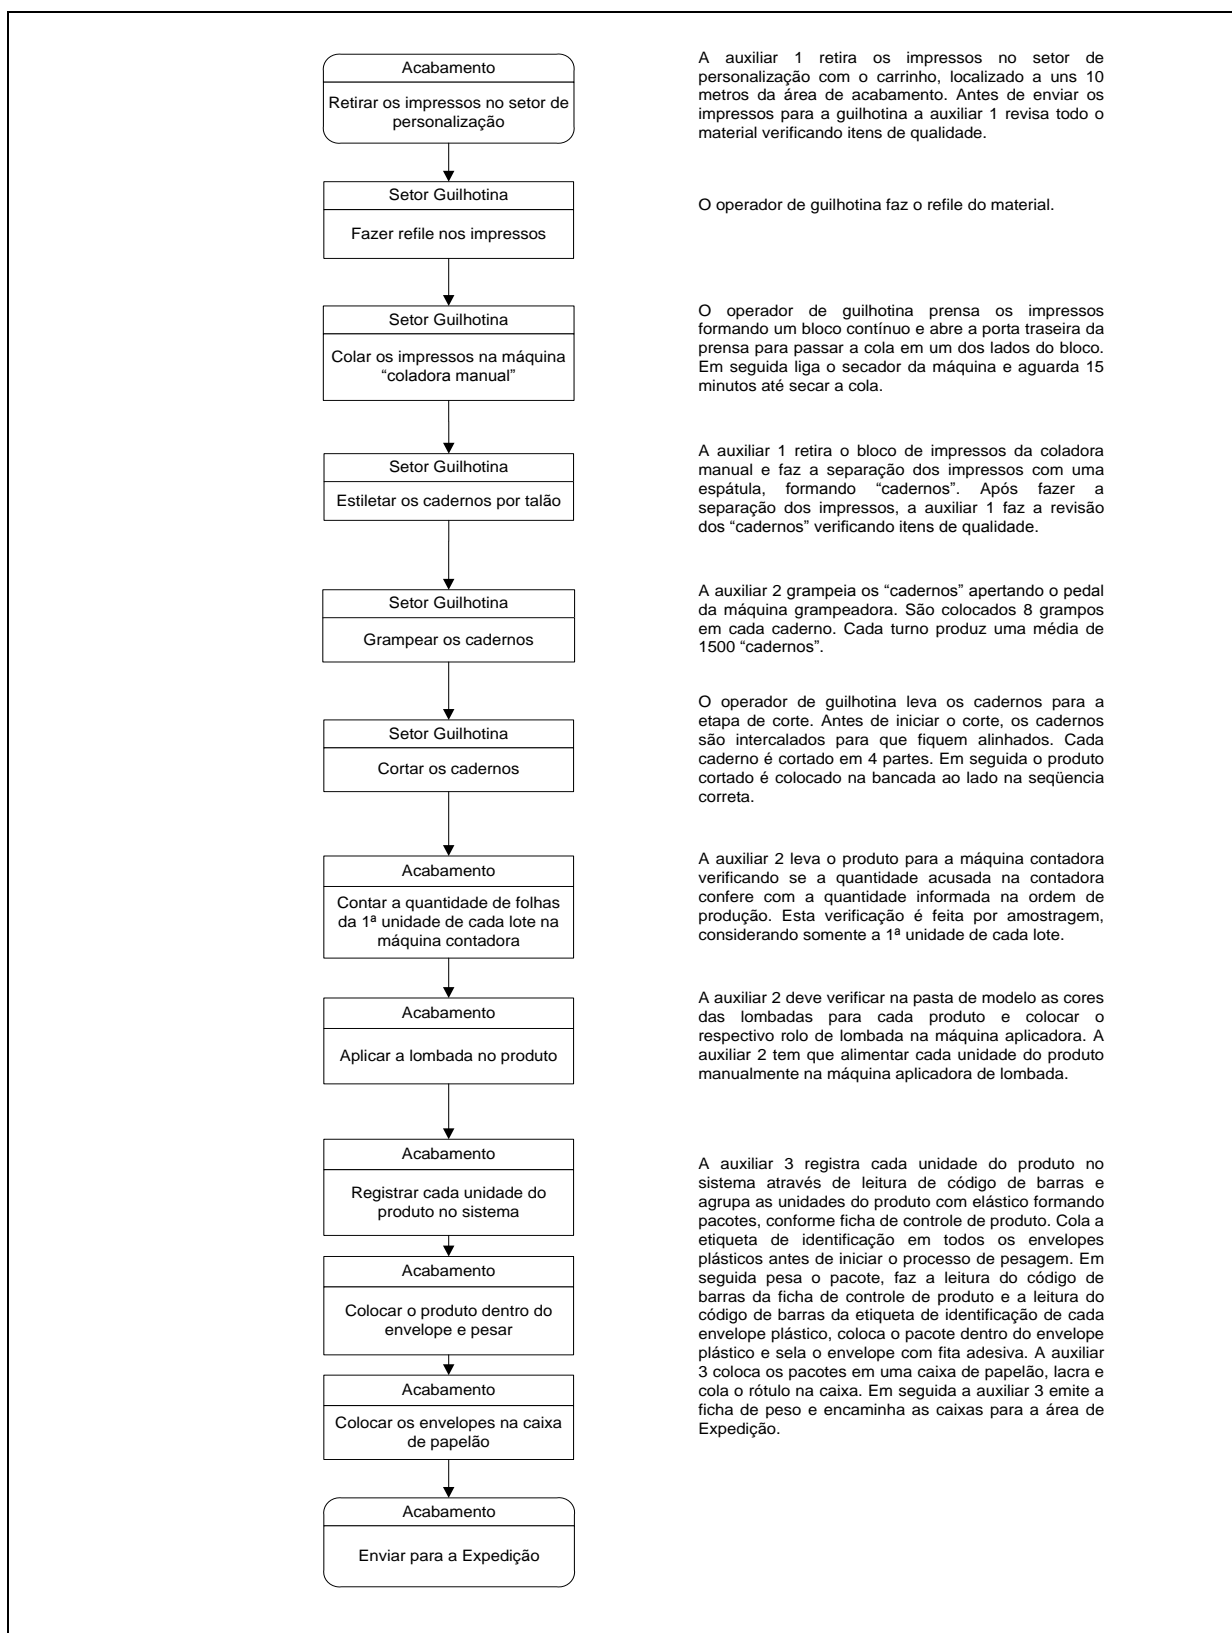 Acabamento
Retirar os impressos no setor de
personalização
A auxiliar 1 retira os impressos no setor de
personalização com o carrinho, localizado a uns 10
metros da área de acabamento. Antes de enviar os
impressos para a guilhotina a auxiliar 1 revisa todo o
material verificando itens de qualidade.
Setor Guilhotina
Fazer refile nos impressos
O operador de guilhotina faz o refile do material.
Setor Guilhotina
Colar os impressos na máquina
“coladora manual”
O operador de guilhotina prensa os impressos
formando um bloco contínuo e abre a porta traseira da
prensa para passar a cola em um dos lados do bloco.
Em seguida liga o secador da máquina e aguarda 15
minutos até secar a cola.
Setor Guilhotina
Estiletar os cadernos por talão
A auxiliar 1 retira o bloco de impressos da coladora
manual e faz a separação dos impressos com uma
espátula, formando “cadernos”. Após fazer a
separação dos impressos, a auxiliar 1 faz a revisão
dos “cadernos” verificando itens de qualidade.
Setor Guilhotina
Grampear os cadernos
A auxiliar 2 grampeia os “cadernos” apertando o pedal
da máquina grampeadora. São colocados 8 grampos
em cada caderno. Cada turno produz uma média de
1500 “cadernos”.
Setor Guilhotina
Cortar os cadernos
O operador de guilhotina leva os cadernos para a
etapa de corte. Antes de iniciar o corte, os cadernos
são intercalados para que fiquem alinhados. Cada
caderno é cortado em 4 partes. Em seguida o produto
cortado é colocado na bancada ao lado na seqüencia
correta.
Acabamento
Contar a quantidade de folhas
da 1ª unidade de cada lote na
máquina contadora
A auxiliar 2 leva o produto para a máquina contadora
verificando se a quantidade acusada na contadora
confere com a quantidade informada na ordem de
produção. Esta verificação é feita por amostragem,
considerando somente a 1ª unidade de cada lote.
Acabamento
Aplicar a lombada no produto
A auxiliar 2 deve verificar na pasta de modelo as cores
das lombadas para cada produto e colocar o
respectivo rolo de lombada na máquina aplicadora. A
auxiliar 2 tem que alimentar cada unidade do produto
manualmente na máquina aplicadora de lombada.
Acabamento
Registrar cada unidade do
produto no sistema
Acabamento
Colocar o produto dentro do
envelope e pesar
Acabamento
Colocar os envelopes na caixa
de papelão
A auxiliar 3 registra cada unidade do produto no
sistema através de leitura de código de barras e
agrupa as unidades do produto com elástico formando
pacotes, conforme ficha de controle de produto. Cola a
etiqueta de identificação em todos os envelopes
plásticos antes de iniciar o processo de pesagem. Em
seguida pesa o pacote, faz a leitura do código de
barras da ficha de controle de produto e a leitura do
código de barras da etiqueta de identificação de cada
envelope plástico, coloca o pacote dentro do envelope
plástico e sela o envelope com fita adesiva. A auxiliar
3 coloca os pacotes em uma caixa de papelão, lacra e
cola o rótulo na caixa. Em seguida a auxiliar 3 emite a
ficha de peso e encaminha as caixas para a área de
Expedição.
Acabamento
Enviar para a Expedição